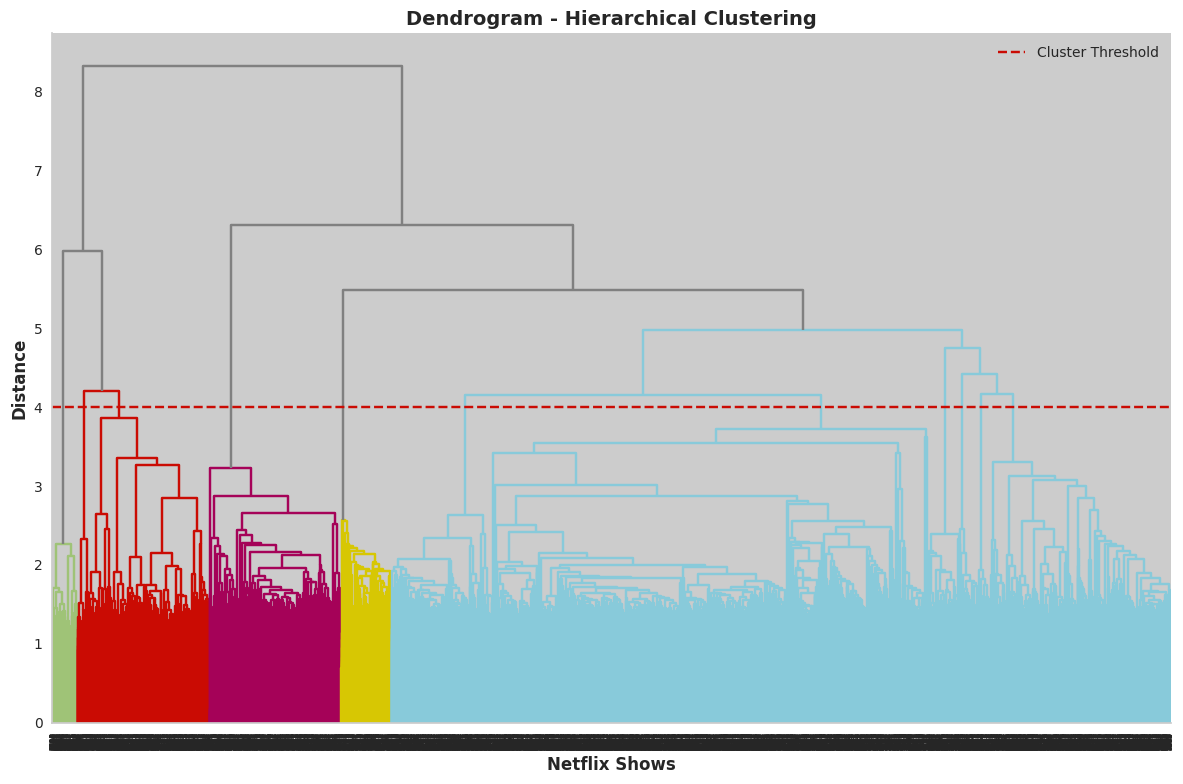 Dendrogram - Hierarchical Clustering
Cluster Threshold
8
7
6
5
4
3
2
1
0
Distance
Netflix Shows